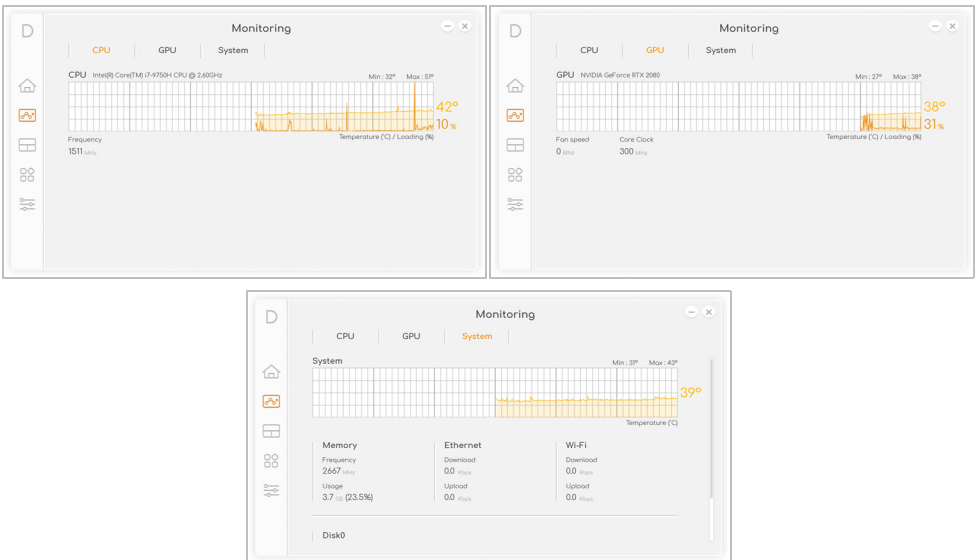 D
Monitoring
CPU GPU System
CPU Intel(R) Core(TM) i7-9750H CPU @ 2.60GHz Min : 32° Max : 51°
42°
10 %
Temperature (°C) / Loading (%)
Frequency
1511 MHz
D
Monitoring
CPU GPU System
GPU NVIDIA GeForce RTX 2080 Min : 27° Max : 38°
38°
31 %
Temperature (°C) / Loading (%)
Fan speed Core Clock
0 RPM 300 MHz
D
Monitoring
CPU GPU System
System Min : 31° Max : 43°
39°
Temperature (°C)
Memory Ethernet Wi-Fi
Frequency Download Download
2667 MHz 0.0 Kbps 0.0 Kbps
Usage Upload Upload
3.7 GB (23.5%) 0.0 Kbps 0.0 Kbps
Disk0